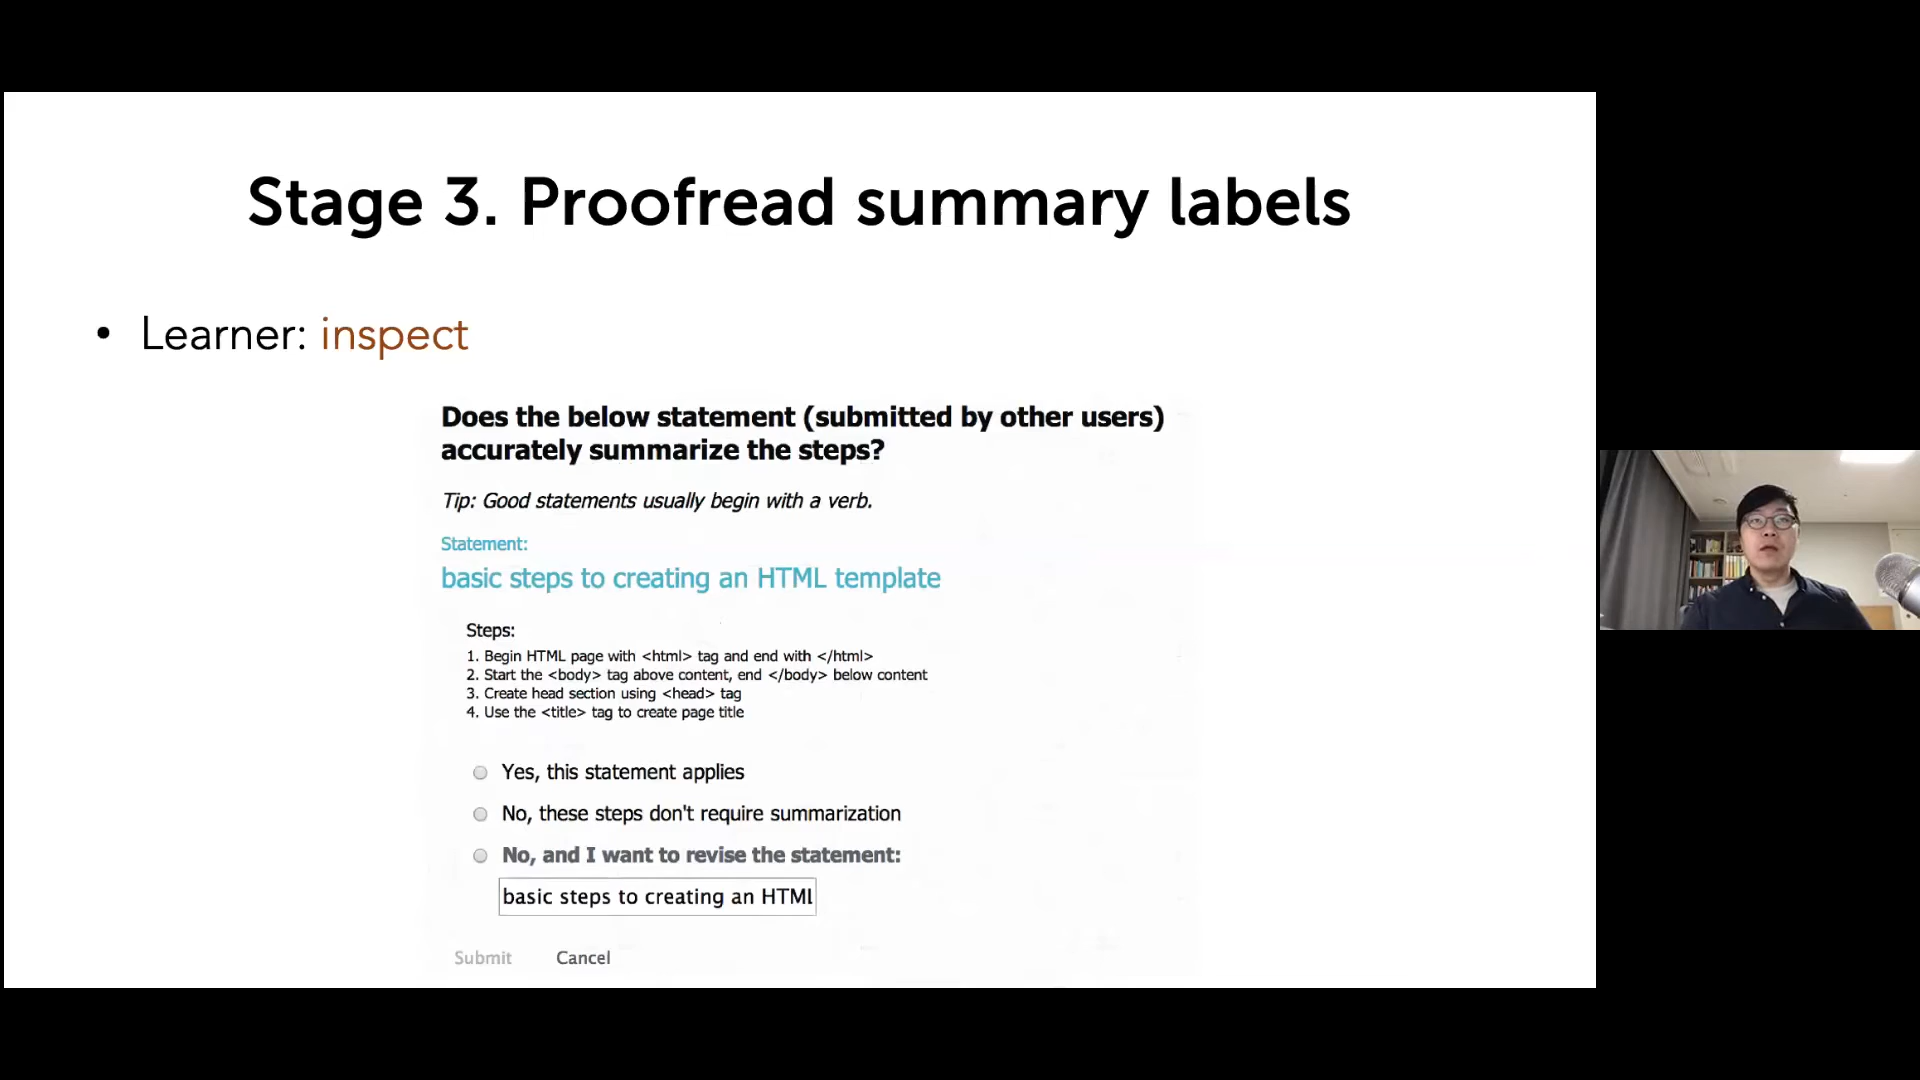 Stage 3. Proofread summary labels
• Learner: inspect
Does the below statement (submitted by other users)
accurately summarize the steps?
Tip: Good statements usually begin with a verb.
Statement:
basic steps to creating an HTML template
Steps:
1. Begin HTML page with <html> tag and end with </html>
2. Start the <body> tag above content, end </body> below content
3. Create head section using <head> tag
4. Use the <title> tag to create page title
Yes, this statement applies
No, these steps don't require summarization
No, and I want to revise the statement:
basic steps to creating an HTML
Submit Cancel